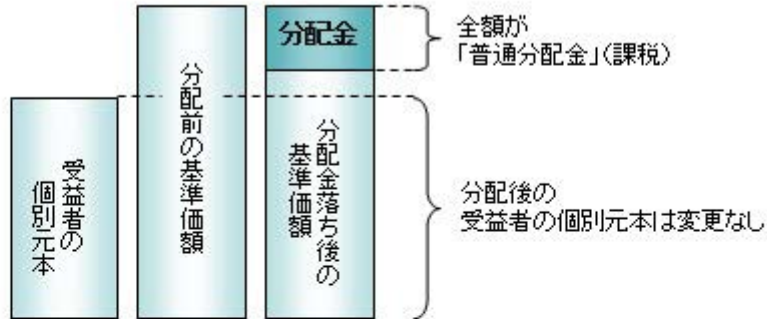 受益者の
個別元本
分配前の基準価額
分配金
分配金落ち後の
基準価額
全額が
「普通分配金」(課税)
分配後の
受益者の個別元本は変更なし